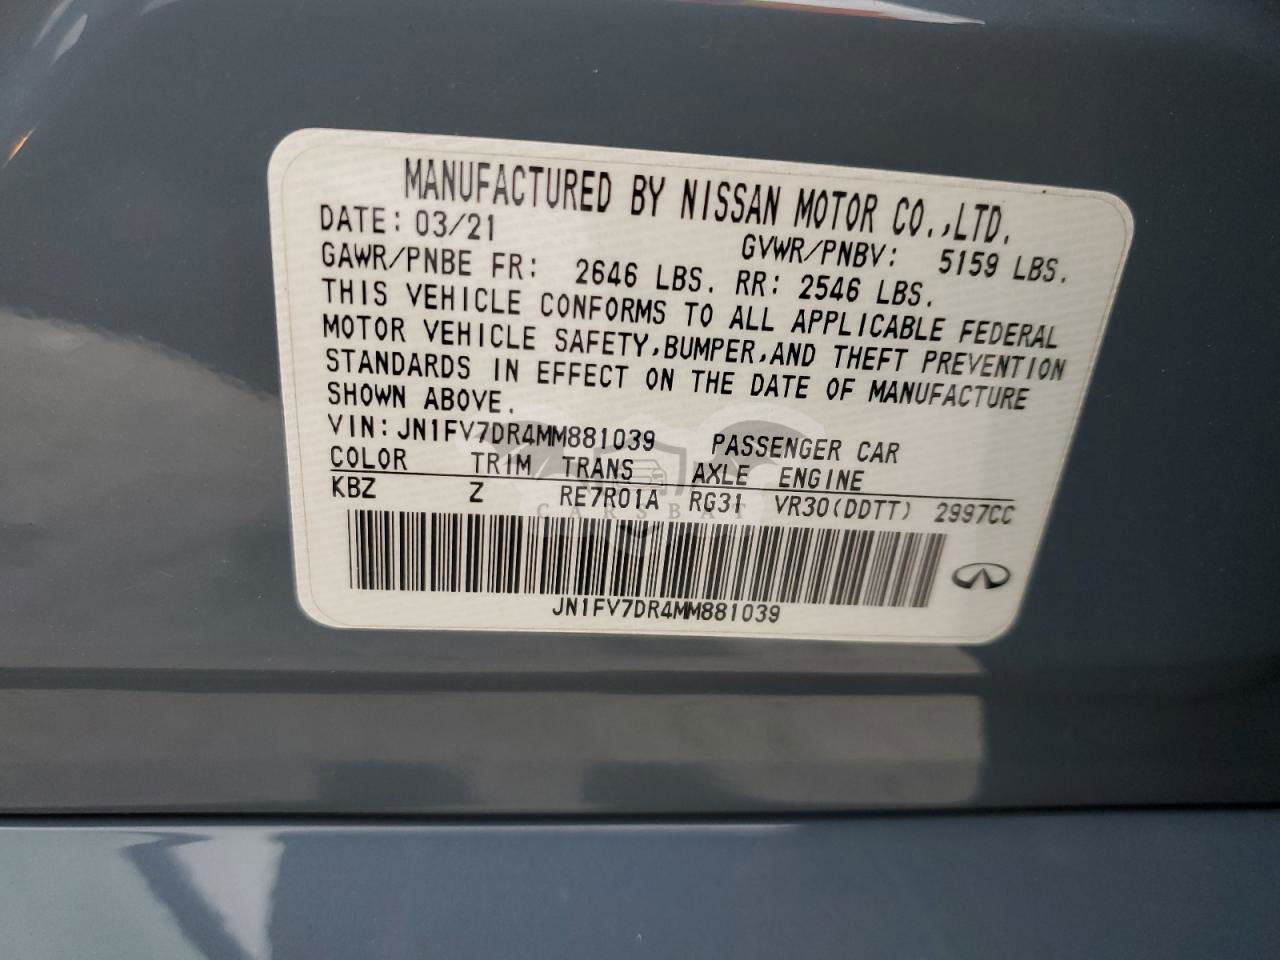 MANUFACTURED BY NISSAN MOTOR CO.,LTD.
DATE: 03/21 GVWR/PNBV: 5159 LBS.
GAWR/PNBE FR: 2646 LBS. RR: 2546 LBS.
THIS VEHICLE CONFORMS TO ALL APPLICABLE FEDERAL
MOTOR VEHICLE SAFETY,BUMPER,AND THEFT PREVENTION
STANDARDS IN EFFECT ON THE DATE OF MANUFACTURE
SHOWN ABOVE.
VIN:JN1FV7DR4MM881039 PASSENGER CAR
COLOR TRIM TRANS AXLE ENGINE
KBZ Z RE7R01A RG31 VR30(DDTT) 2997CC
CARSBAT
JN1FV7DR4MM881039